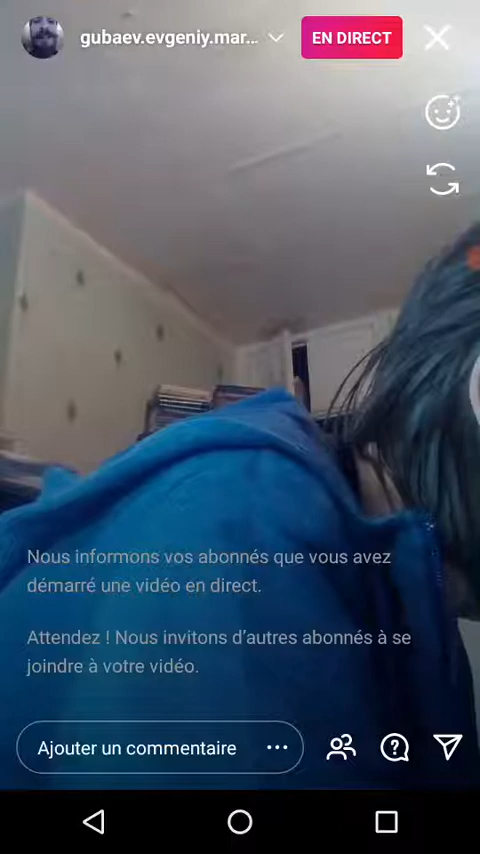 gubaev.evgeniy.mar...
EN DIRECT
Nous informons vos abonnés que vous avez
démarré une vidéo en direct.
Attendez ! Nous invitons d’autres abonnés à se
joindre à votre vidéo.
Ajouter un commentaire